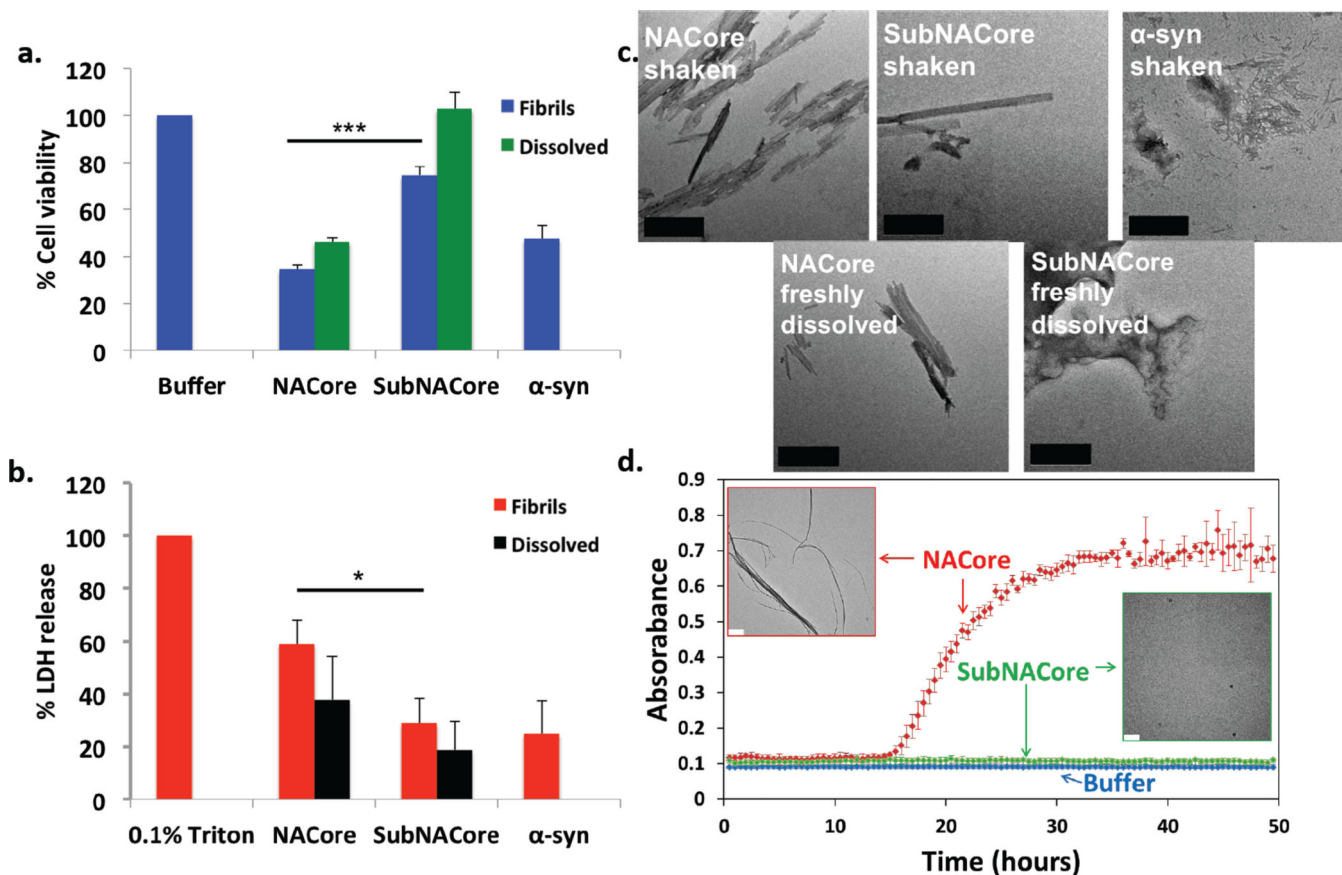 a.
120
100
80
60
40
20
0
% Cell viability
Fibrils
Dissolved
***
Buffer
NACore
SubNACore
α-syn
b.
120
100
80
60
40
20
0
% LDH release
Fibrils
Dissolved
*
0.1% Triton
NACore
SubNACore
α-syn
c.
NACore
shaken
SubNACore
shaken
α-syn
shaken
NACore
freshly
dissolved
SubNACore
freshly
dissolved
d.
0.9
0.8
0.7
0.6
0.5
0.4
0.3
0.2
0.1
0
Absorabance
NACore
SubNACore
Buffer
0
10
20
30
40
50
Time (hours)